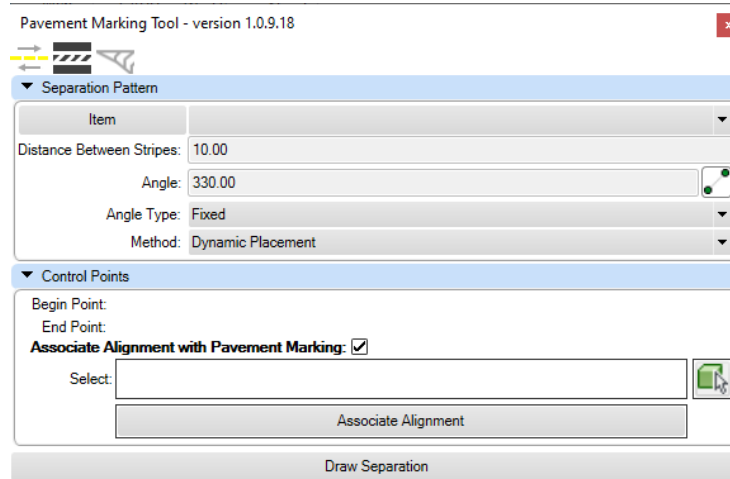 Pavement Marking Tool - version 1.0.9.18
Separation Pattern
Item
Distance Between Stripes: 10.00
Angle: 330.00
Angle Type: Fixed
Method: Dynamic Placement
Control Points
Begin Point:
End Point:
Associate Alignment with Pavement Marking:
Select:
Associate Alignment
Draw Separation